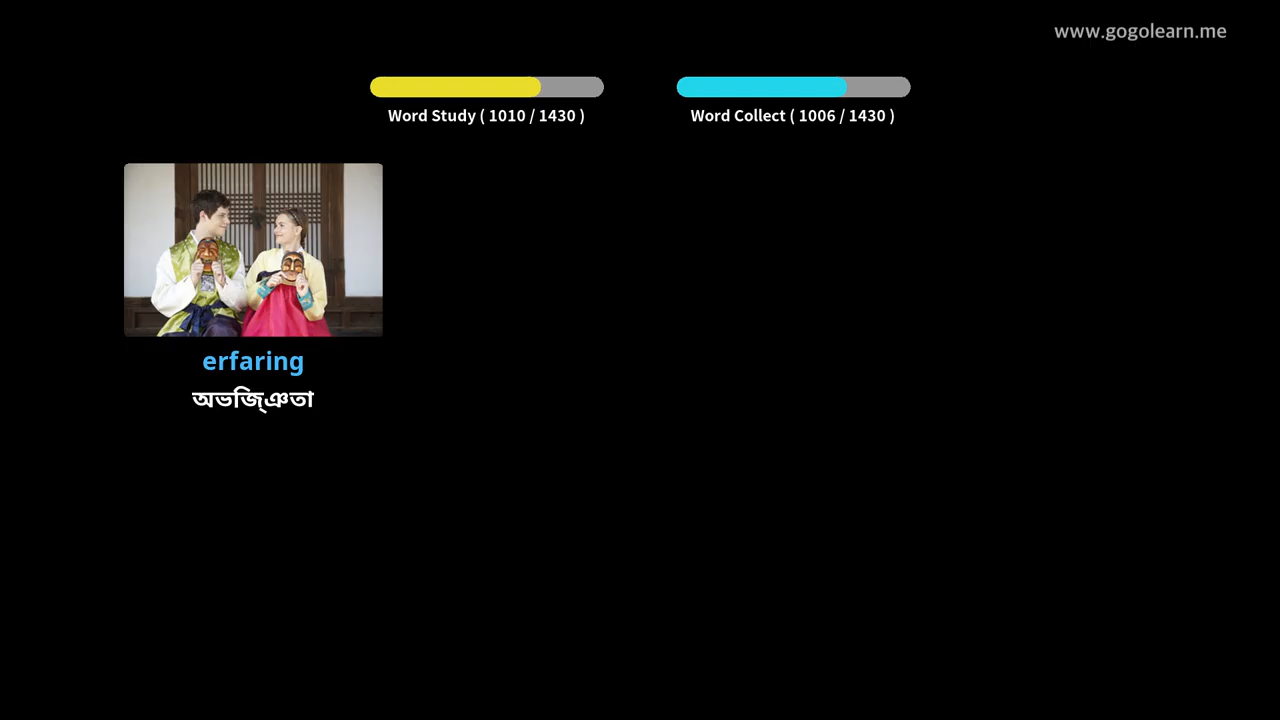 www.gogolearn.me
Word Study ( 1010 / 1430 )
Word Collect ( 1006 / 1430 )
erfaring
অভিজ্ঞতা